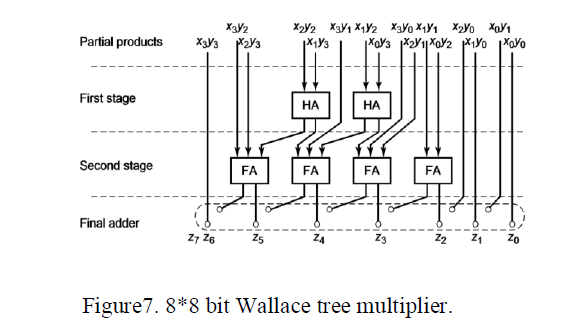 x3y2 x2y2 x3y1 x1y2 x3y0 x1y1 x2y0 x0y1
Partial products x3y3 x2y3 x1y3 x0y3 x2y1 x0y2 x1y0 x0y0
First stage HA HA
Second stage FA FA FA FA
Final adder
z7 z6 z5 z4 z3 z2 z1 z0
Figure7. 8*8 bit Wallace tree multiplier.